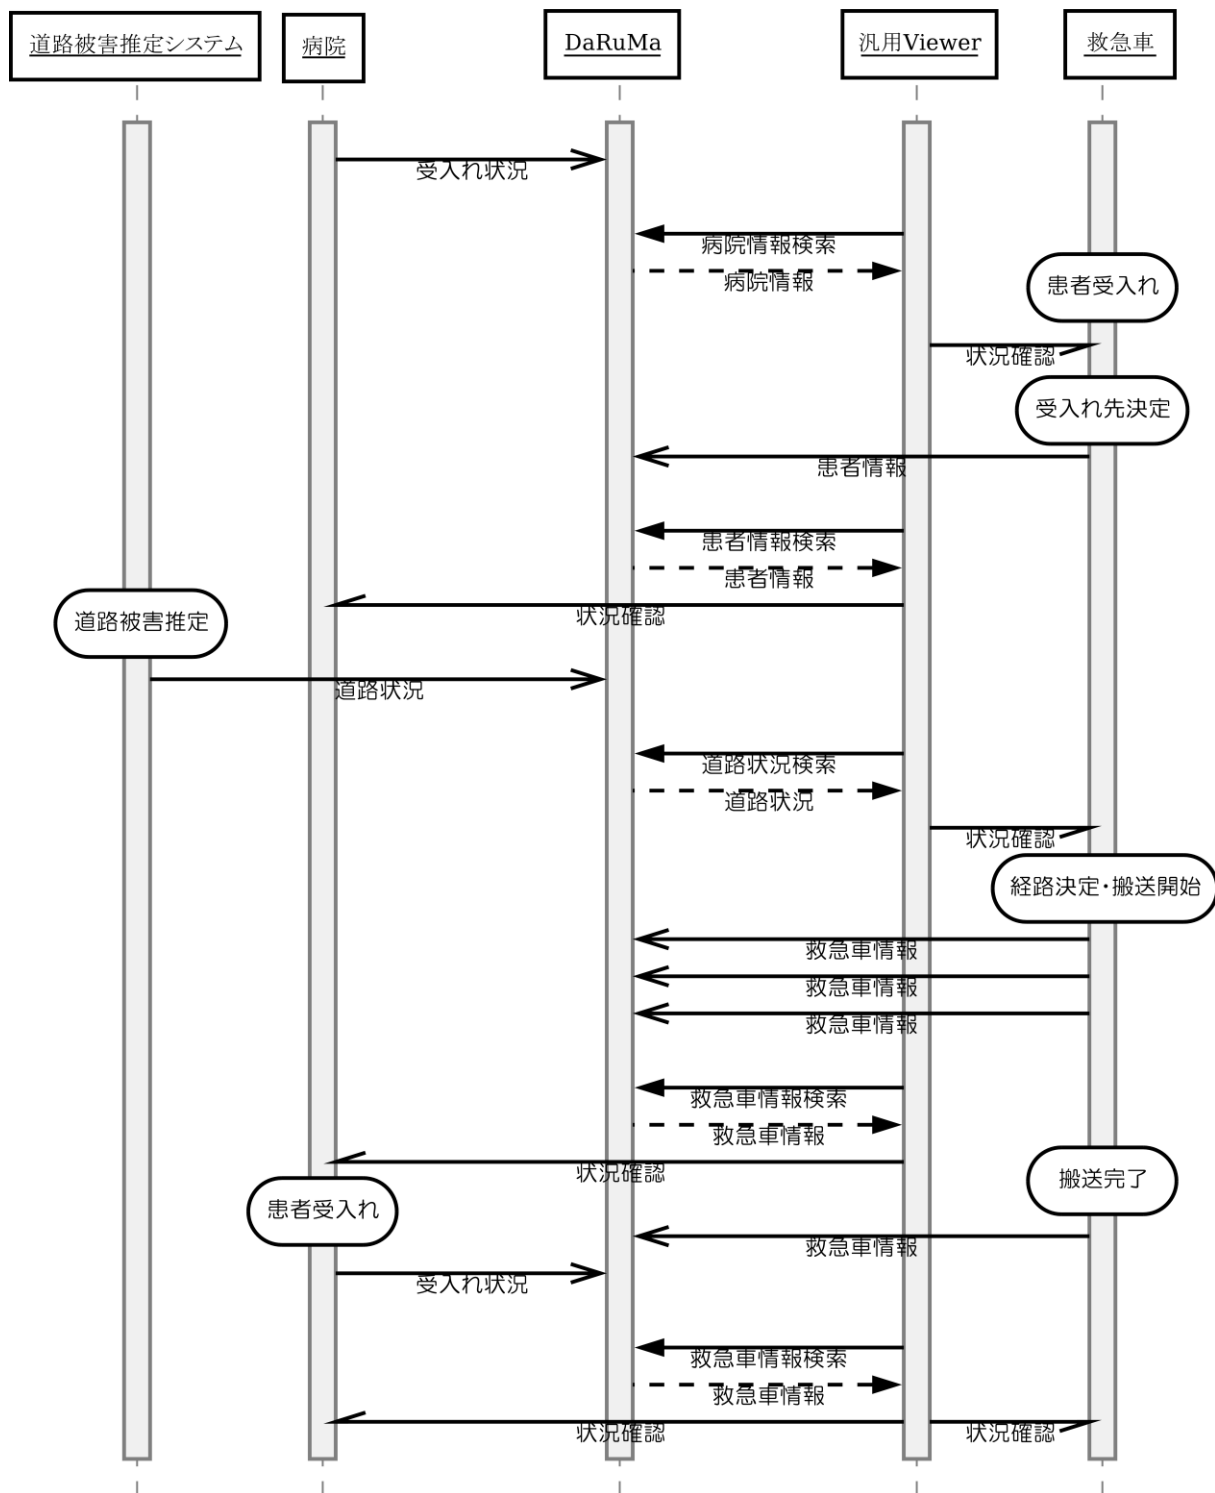 道路被害推定システム
病院
DaRuMa
汎用Viewer
救急車
受入れ状況
病院情報検索
病院情報
患者受入れ
状況確認
受入れ先決定
患者情報
患者情報検索
患者情報
状況確認
道路被害推定
道路状況
道路状況検索
道路状況
状況確認
経路決定・搬送開始
救急車情報
救急車情報
救急車情報
救急車情報検索
救急車情報
状況確認
搬送完了
患者受入れ
救急車情報
受入れ状況
救急車情報検索
救急車情報
状況確認
状況確認